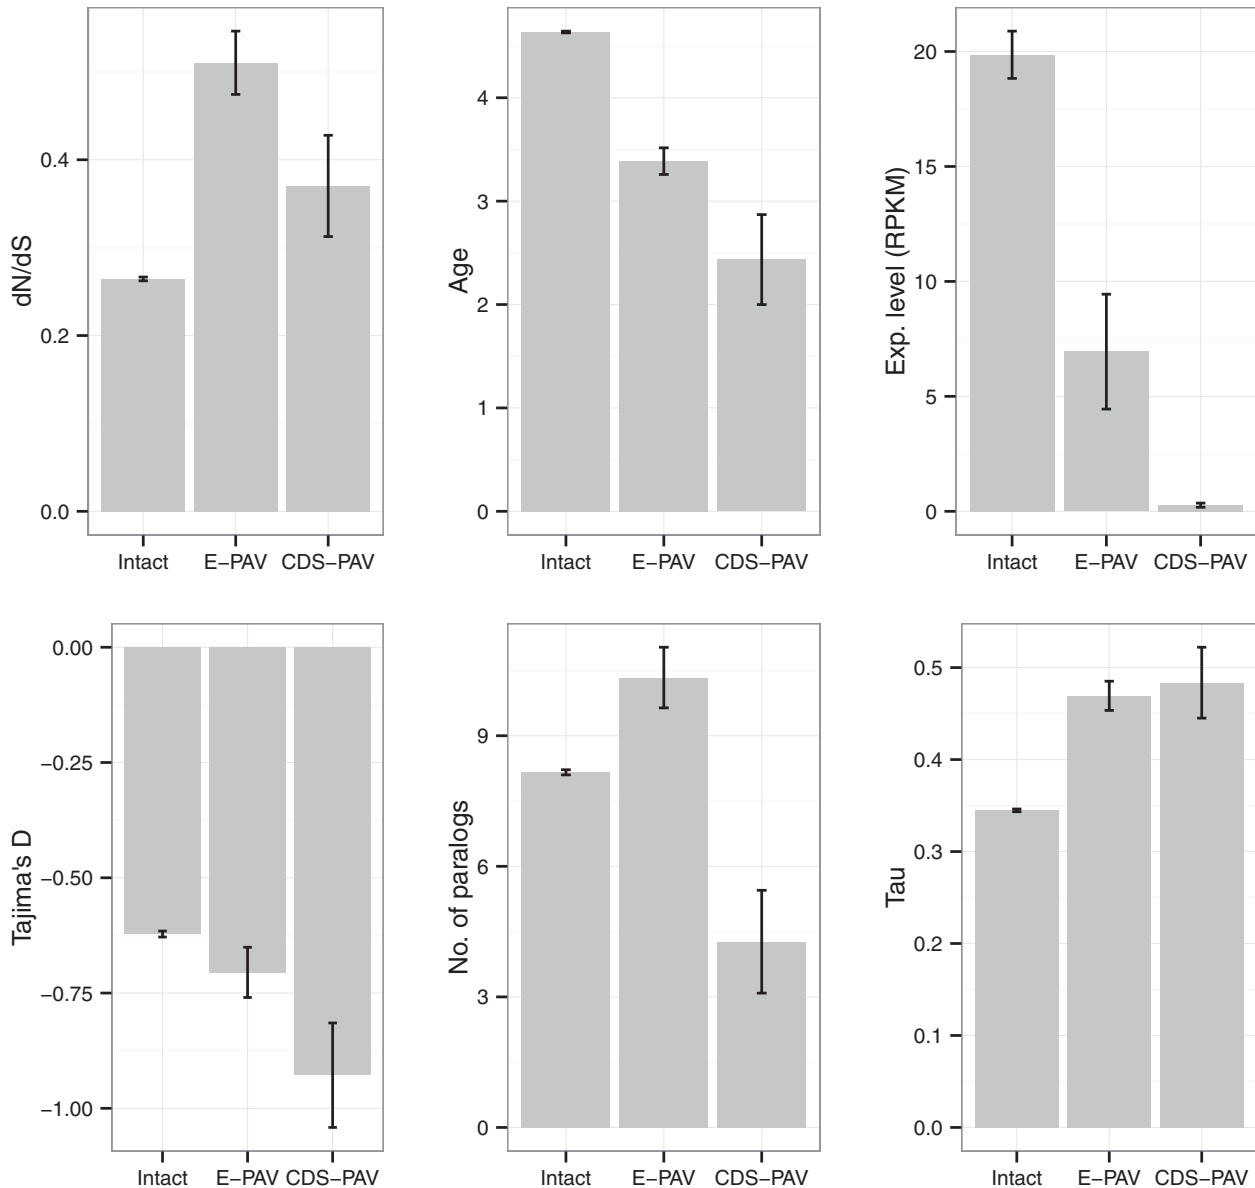 dN/dS
0.4
0.2
0.0
Intact E–PAV CDS–PAV
Age
4
3
2
1
0
Intact E–PAV CDS–PAV
Exp. level (RPKM)
20
15
10
5
0
Intact E–PAV CDS–PAV
Tajima's D
0.00
−0.25
−0.50
−0.75
−1.00
Intact E–PAV CDS–PAV
No. of paralogs
9
6
3
0
Intact E–PAV CDS–PAV
Tau
0.5
0.4
0.3
0.2
0.1
0.0
Intact E–PAV CDS–PAV